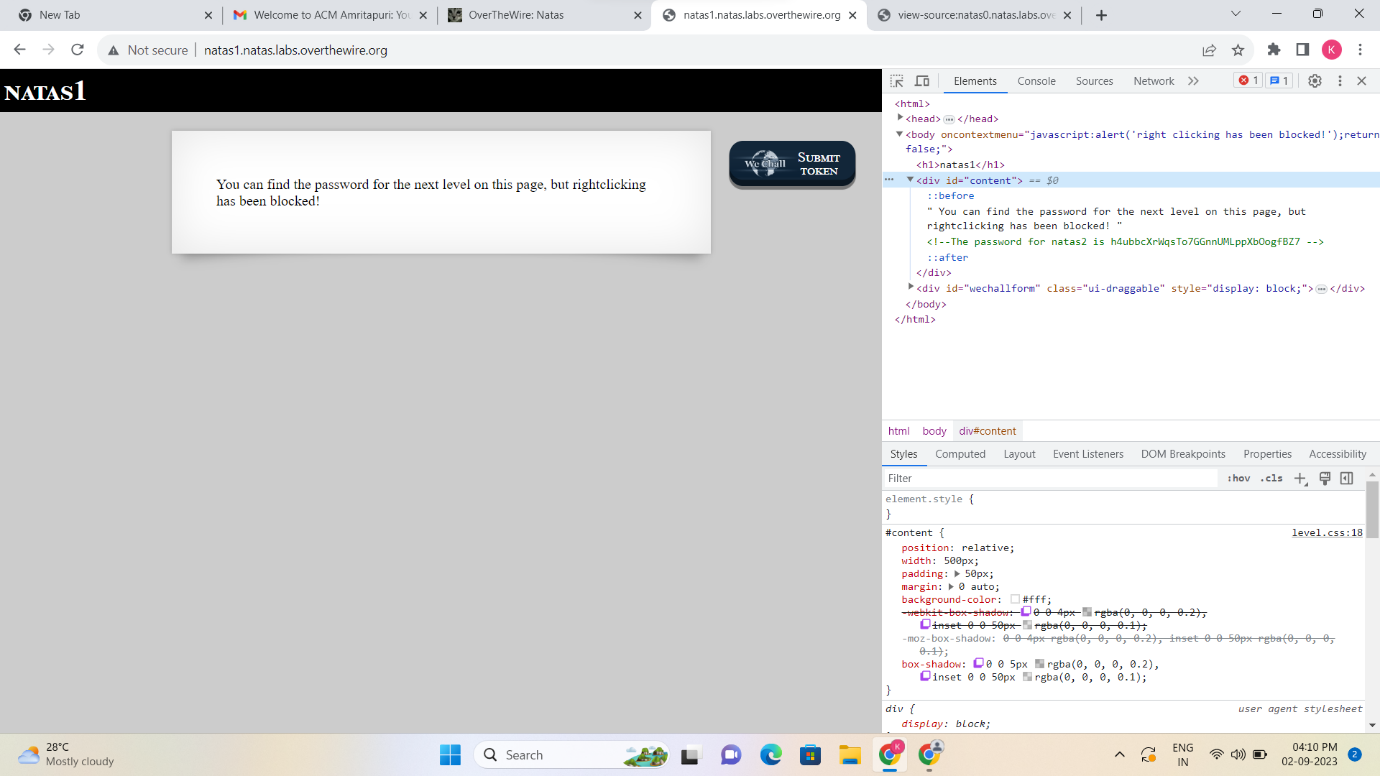 New Tab
Welcome to ACM Amritapuri: You
OverTheWire: Natas
natas1.natas.labs.overthewire.org
view-source:natas0.natas.labs.ove
Not secure
natas1.natas.labs.overthewire.org
K
NATAS1
You can find the password for the next level on this page, but rightclicking
has been blocked!
We Chall
SUBMIT
TOKEN
Elements Console Sources Network 1 1
<html>
<head> … </head>
<body oncontextmenu="javascript:alert('right clicking has been blocked!');return
false;">
<h1>natas1</h1>
<div id="content"> == $0
::before
" You can find the password for the next level on this page, but
rightclicking has been blocked! "
<!--The password for natas2 is h4ubbcXrWqsTo7GGnnUMLppXbOogfBZ7 -->
::after
</div>
<div id="wechallform" class="ui-draggable" style="display: block;"> … </div>
</body>
</html>
html body div#content
Styles Computed Layout Event Listeners DOM Breakpoints Properties Accessibility
Filter :hov .cls
element.style {
}
#content { level.css:18
position: relative;
width: 500px;
padding: 50px;
margin: 0 auto;
background-color: #fff;
-webkit-box-shadow: 0 0 4px rgba(0, 0, 0, 0.2),
inset 0 0 50px rgba(0, 0, 0, 0.1);
-moz-box-shadow: 0 0 4px rgba(0, 0, 0, 0.2), inset 0 0 50px rgba(0, 0, 0,
0.1);
box-shadow: 0 0 5px rgba(0, 0, 0, 0.2),
inset 0 0 50px rgba(0, 0, 0, 0.1);
}
div { user agent stylesheet
display: block;
28°C
Mostly cloudy
Search
K
ENG
IN
04:10 PM
02-09-2023
2